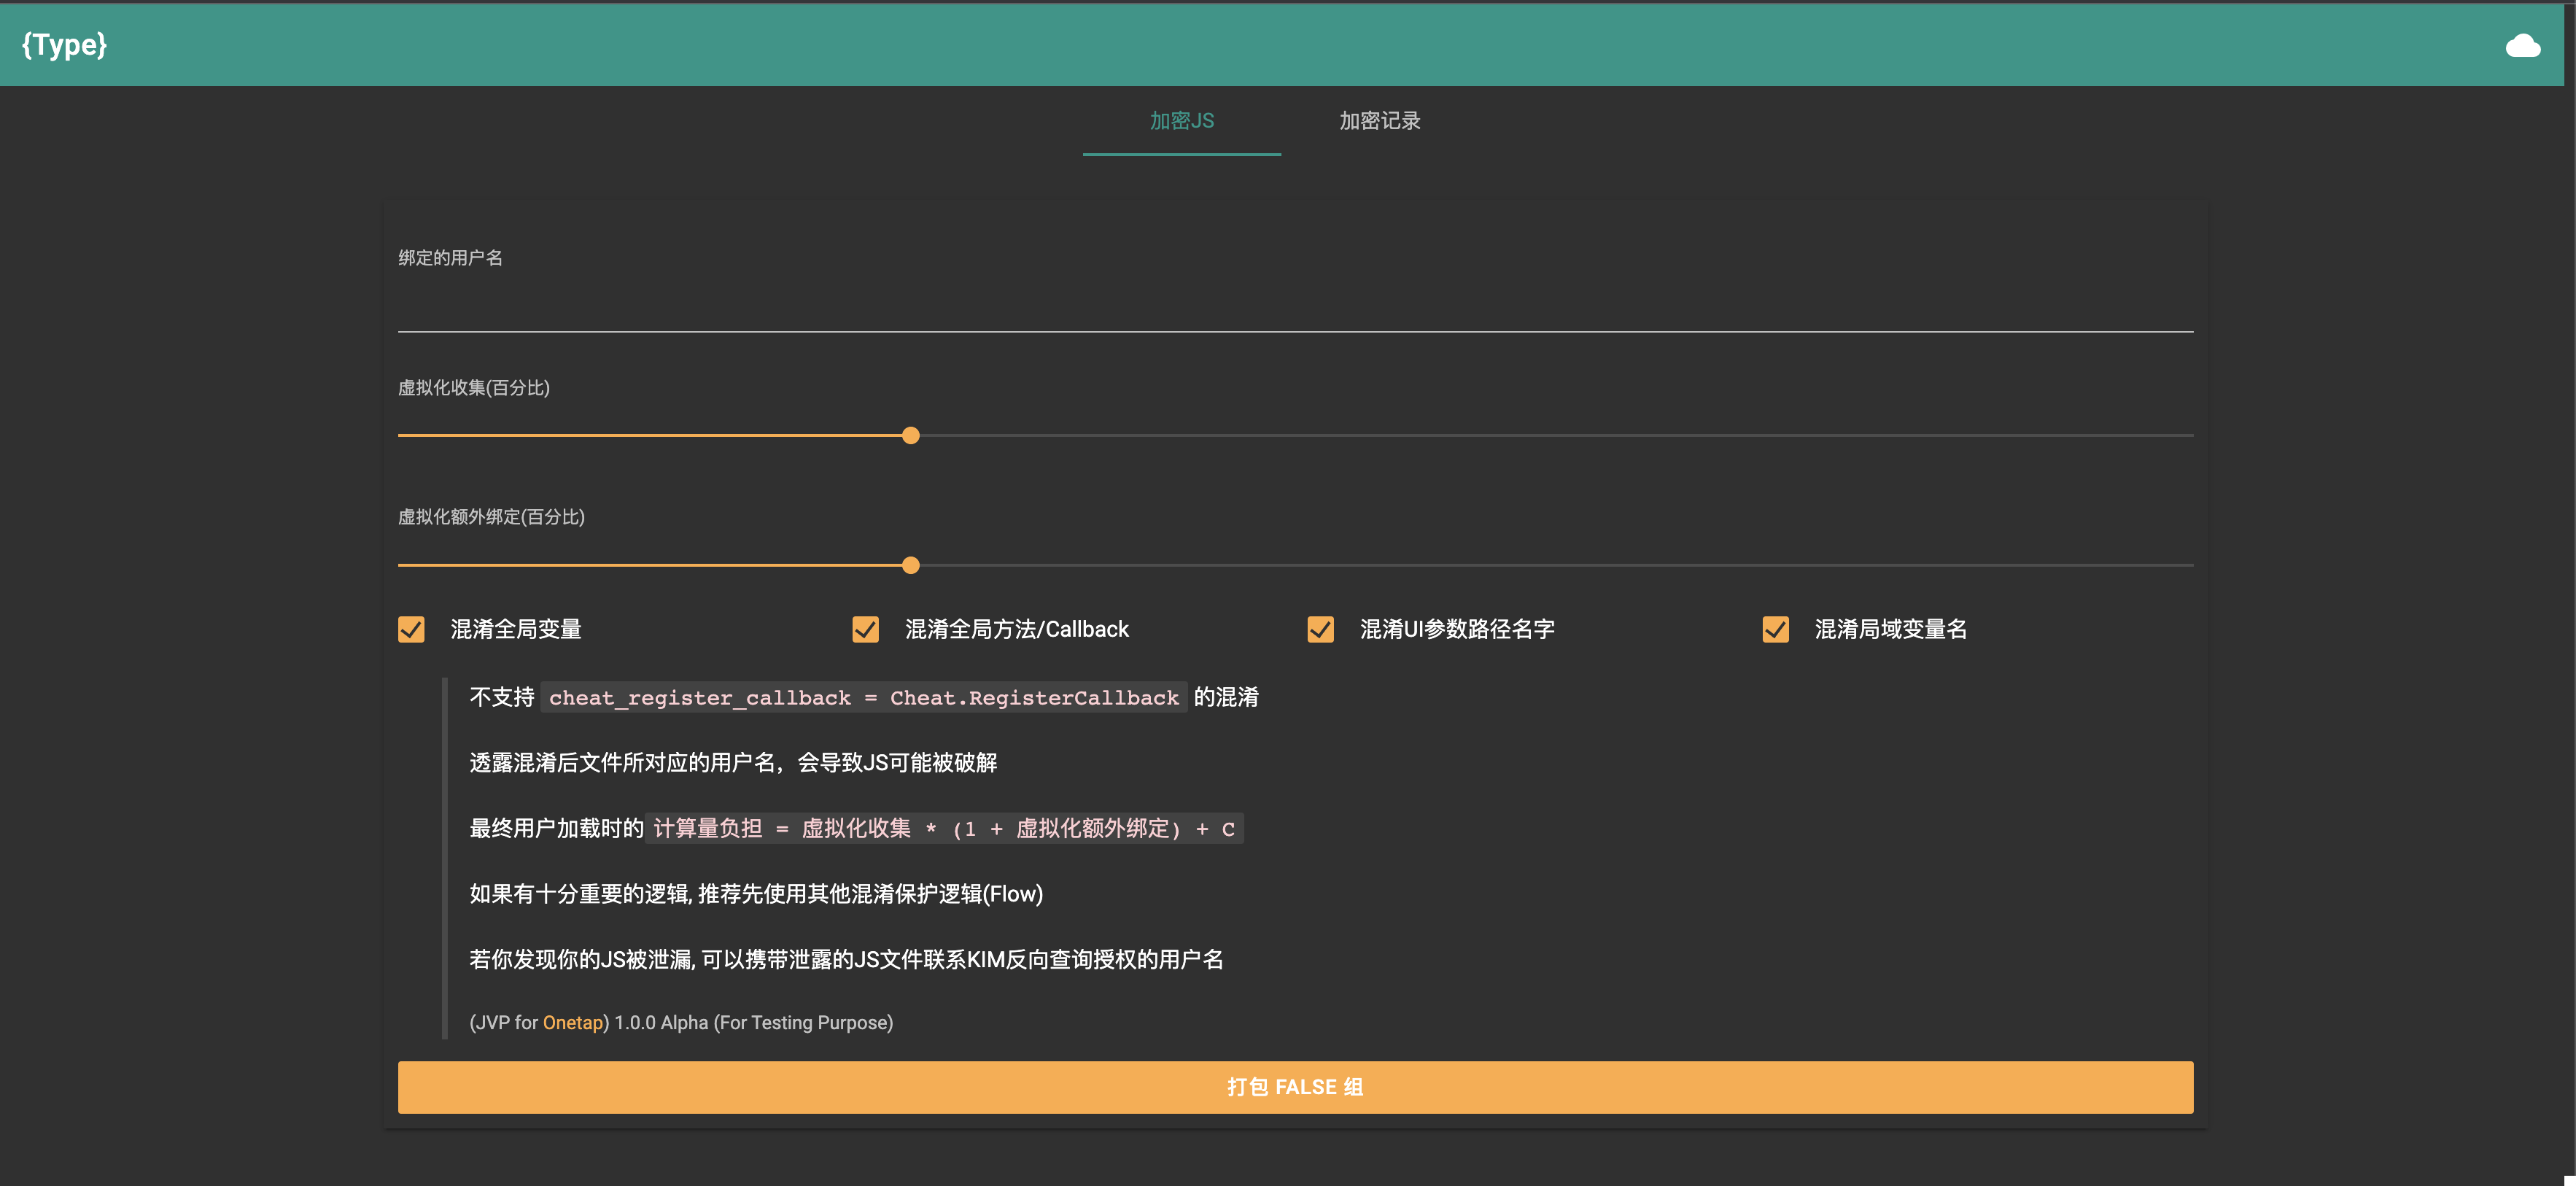 {Type}
加密JS
加密记录
绑定的用户名
虚拟化收集(百分比)
虚拟化额外绑定(百分比)
混淆全局变量
混淆全局方法/Callback
混淆UI参数路径名字
混淆局域变量名
不支持 cheat_register_callback = Cheat.RegisterCallback 的混淆
透露混淆后文件所对应的用户名，会导致JS可能被破解
最终用户加载时的 计算量负担 = 虚拟化收集 * (1 + 虚拟化额外绑定) + C
如果有十分重要的逻辑, 推荐先使用其他混淆保护逻辑(Flow)
若你发现你的JS被泄漏, 可以携带泄露的JS文件联系KIM反向查询授权的用户名
(JVP for Onetap) 1.0.0 Alpha (For Testing Purpose)
打包 FALSE 组